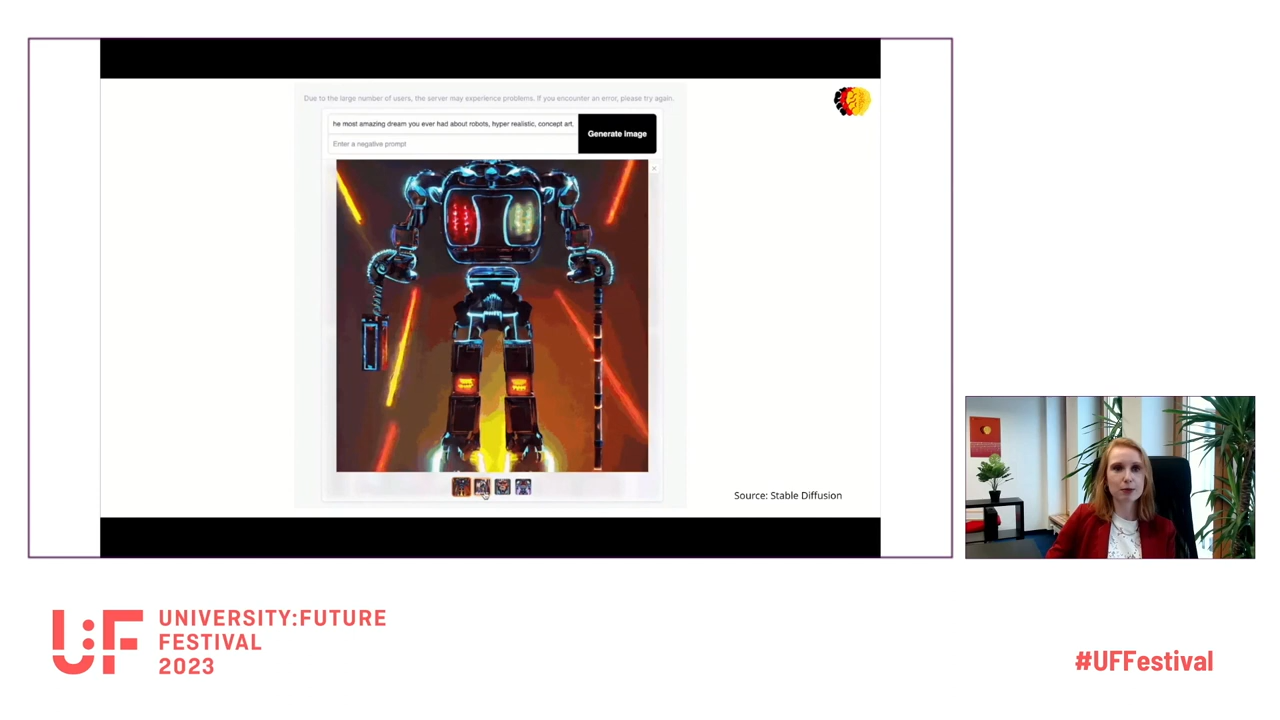 Due to the large number of users, the server may experience problems. If you encounter an error, please try again.
he most amazing dream you ever had about robots, hyper realistic, concept art,
Generate image
Enter a negative prompt
Source: Stable Diffusion
U:F
UNIVERSITY:FUTURE
FESTIVAL
2023
#UFFestival